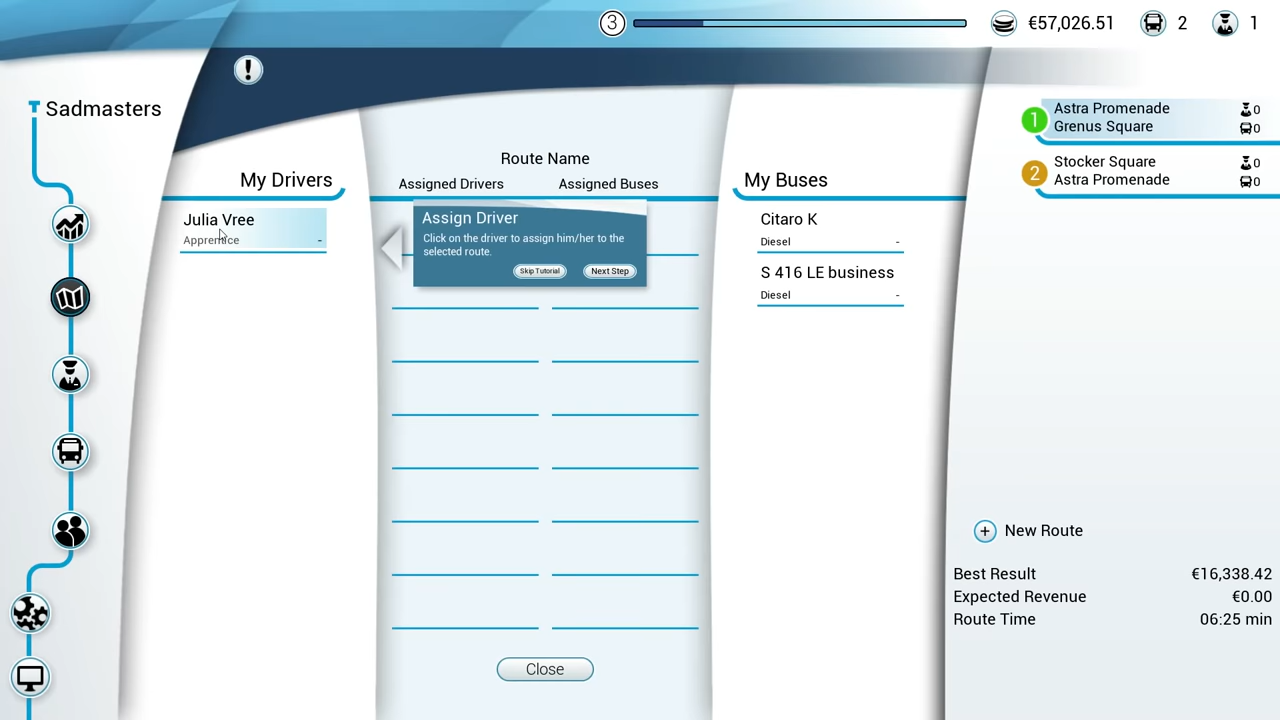 3
€57,026.51
2
1
!
Sadmasters
My Drivers
Julia Vree
Apprentice -
Route Name
Assigned Drivers
Assigned Buses
Assign Driver
Click on the driver to assign him/her to the
selected route.
Skip Tutorial
Next Step
Close
My Buses
Citaro K
Diesel -
S 416 LE business
Diesel -
1
Astra Promenade 0
Grenus Square 0
2
Stocker Square 0
Astra Promenade 0
+ New Route
Best Result €16,338.42
Expected Revenue €0.00
Route Time 06:25 min